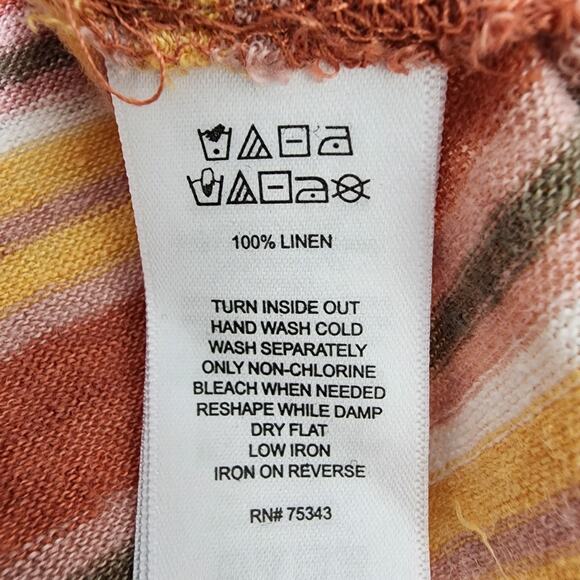 100% LINEN
TURN INSIDE OUT
HAND WASH COLD
WASH SEPARATELY
ONLY NON-CHLORINE
BLEACH WHEN NEEDED
RESHAPE WHILE DAMP
DRY FLAT
LOW IRON
IRON ON REVERSE
RN# 75343